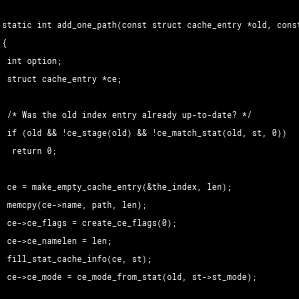 static int add_one_path(const struct cache_entry *old, const
{
int option;
struct cache_entry *ce;
/* Was the old index entry already up-to-date? */
if (old && !ce_stage(old) && !ce_match_stat(old, st, 0))
return 0;
ce = make_empty_cache_entry(&the_index, len);
memcpy(ce->name, path, len);
ce->ce_flags = create_ce_flags(0);
ce->ce_namelen = len;
fill_stat_cache_info(ce, st);
ce->ce_mode = ce_mode_from_stat(old, st->st_mode);